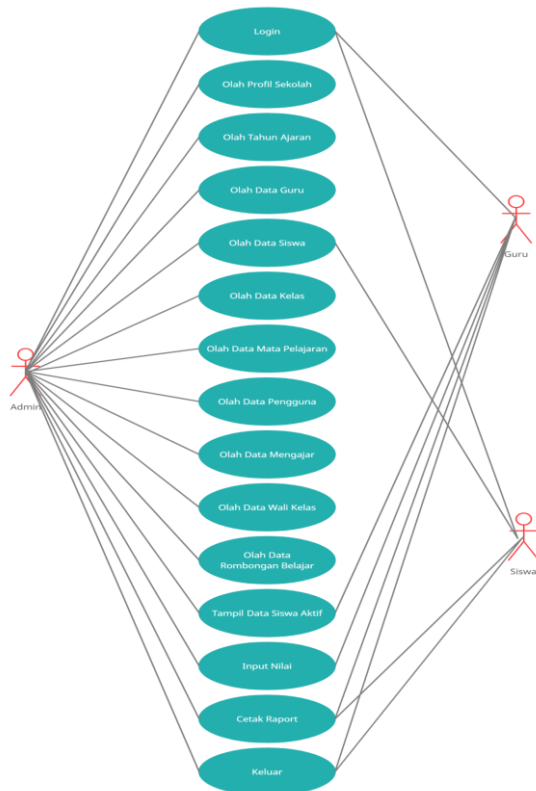 Login
Olah Profil Sekolah
Olah Tahun Ajaran
Olah Data Guru
Guru
Olah Data Siswa
Olah Data Kelas
Olah Data Mata Pelajaran
Admin
Olah Data Pengguna
Olah Data Mengajar
Olah Data Wali Kelas
Olah Data
Rombongan Belajar
Siswa
Tampil Data Siswa Aktif
Input Nilai
Cetak Raport
Keluar